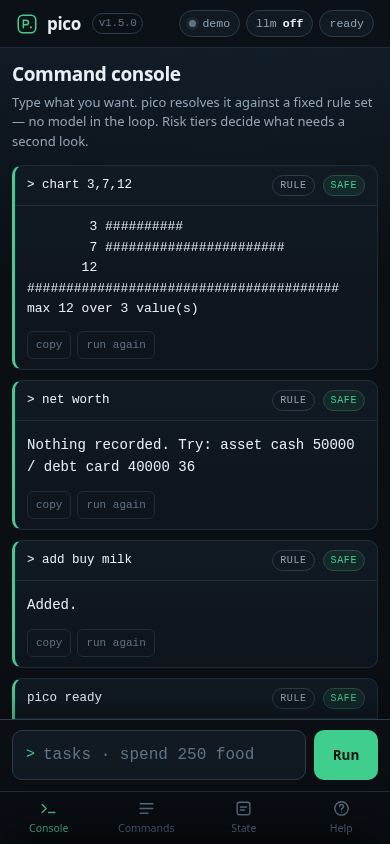 pico v1.5.0 demo llm off ready
Command console
Type what you want. pico resolves it against a fixed rule set
— no model in the loop. Risk tiers decide what needs a
second look.
> chart 3,7,12 RULE SAFE
3 ##########
7 #######################
12
########################################
max 12 over 3 value(s)
copy run again
> net worth RULE SAFE
Nothing recorded. Try: asset cash 50000
/ debt card 40000 36
copy run again
> add buy milk RULE SAFE
Added.
copy run again
pico ready RULE SAFE
> tasks · spend 250 food Run
Console Commands State Help